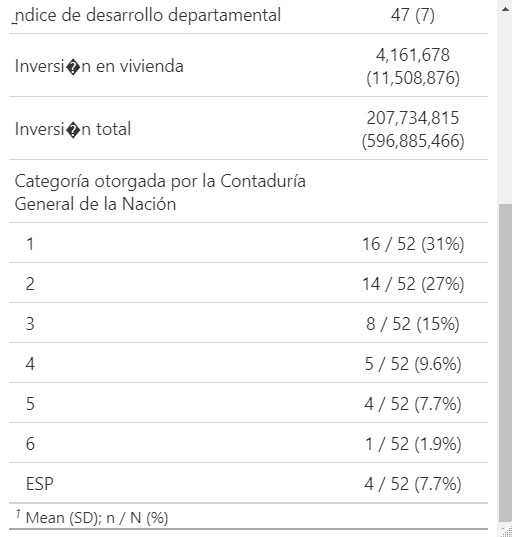 ndice de desarrollo departamental 47 (7)
Inversi�n en vivienda 4,161,678
(11,508,876)
Inversi�n total 207,734,815
(596,885,466)
Categoría otorgada por la Contaduría
General de la Nación
1 16 / 52 (31%)
2 14 / 52 (27%)
3 8 / 52 (15%)
4 5 / 52 (9.6%)
5 4 / 52 (7.7%)
6 1 / 52 (1.9%)
ESP 4 / 52 (7.7%)
1 Mean (SD); n / N (%)